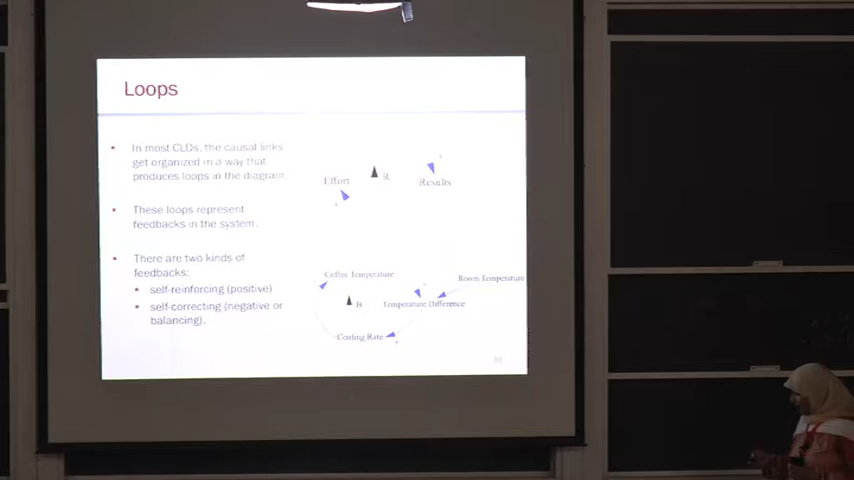 Loops
In most CLDs, the causal links
get organized in a way that
produces loops in the diagram
These loops represent
feedbacks in the system.
There are two kinds of
feedbacks:
self-reinforcing (positive)
self-correcting (negative or
balancing).
Effort
R
Results
Coffee Temperature
Room Temperature
B
Temperature Difference
Cooling Rate